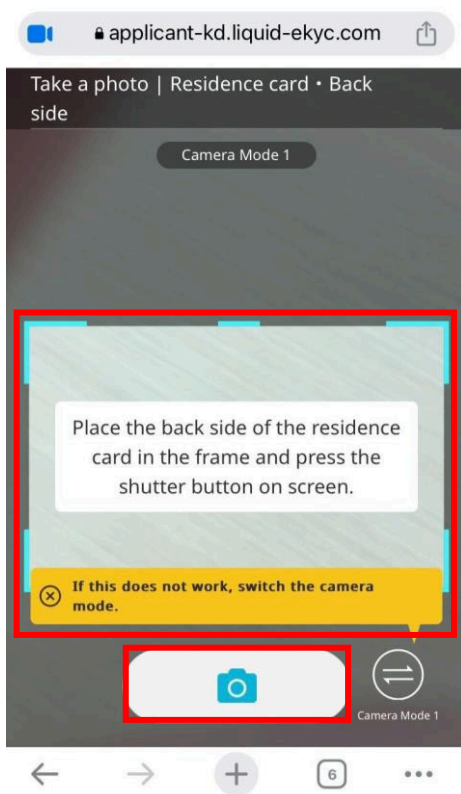 applicant-kd.liquid-ekyc.com
Take a photo | Residence card・Back
side
Camera Mode 1
Place the back side of the residence
card in the frame and press the
shutter button on screen.
If this does not work, switch the camera
mode.
Camera Mode 1
6